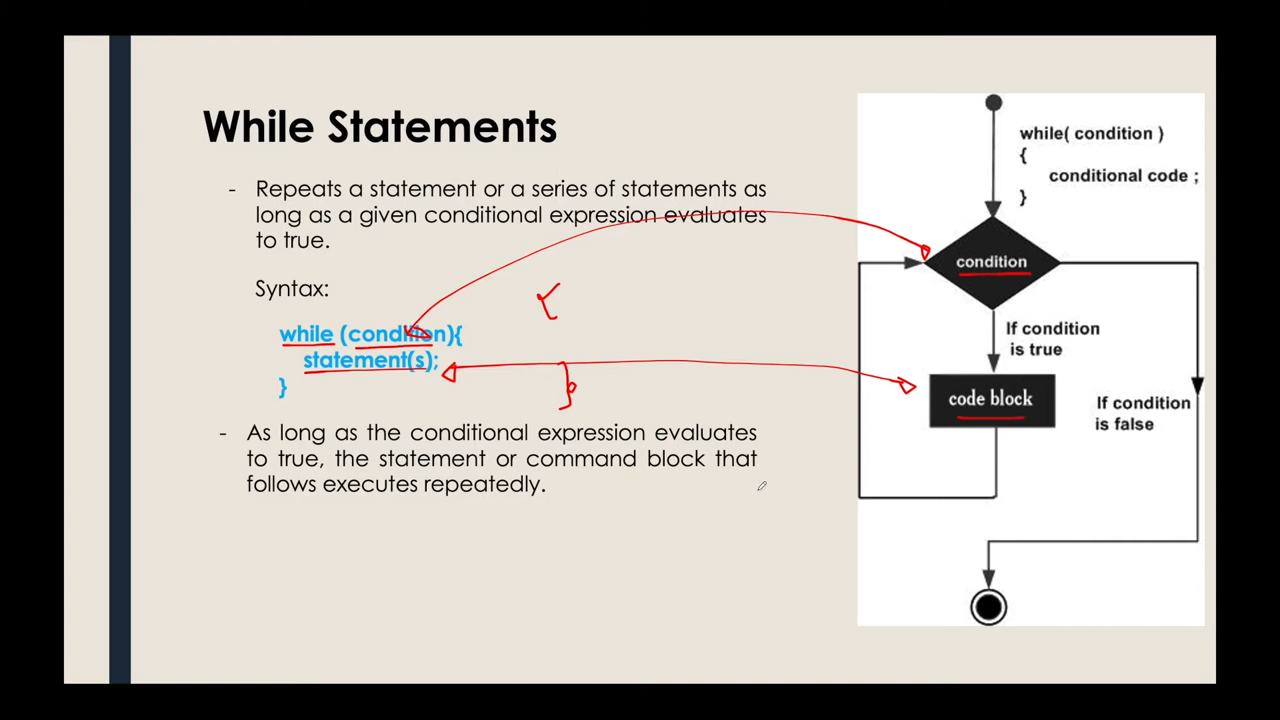 While Statements
- Repeats a statement or a series of statements as
long as a given conditional expression evaluates
to true.
Syntax:
while (condition){
statement(s);
}
- As long as the conditional expression evaluates
to true, the statement or command block that
follows executes repeatedly.
{
}
while( condition )
{
conditional code ;
}
condition
If condition
is true
code block
If condition
is false